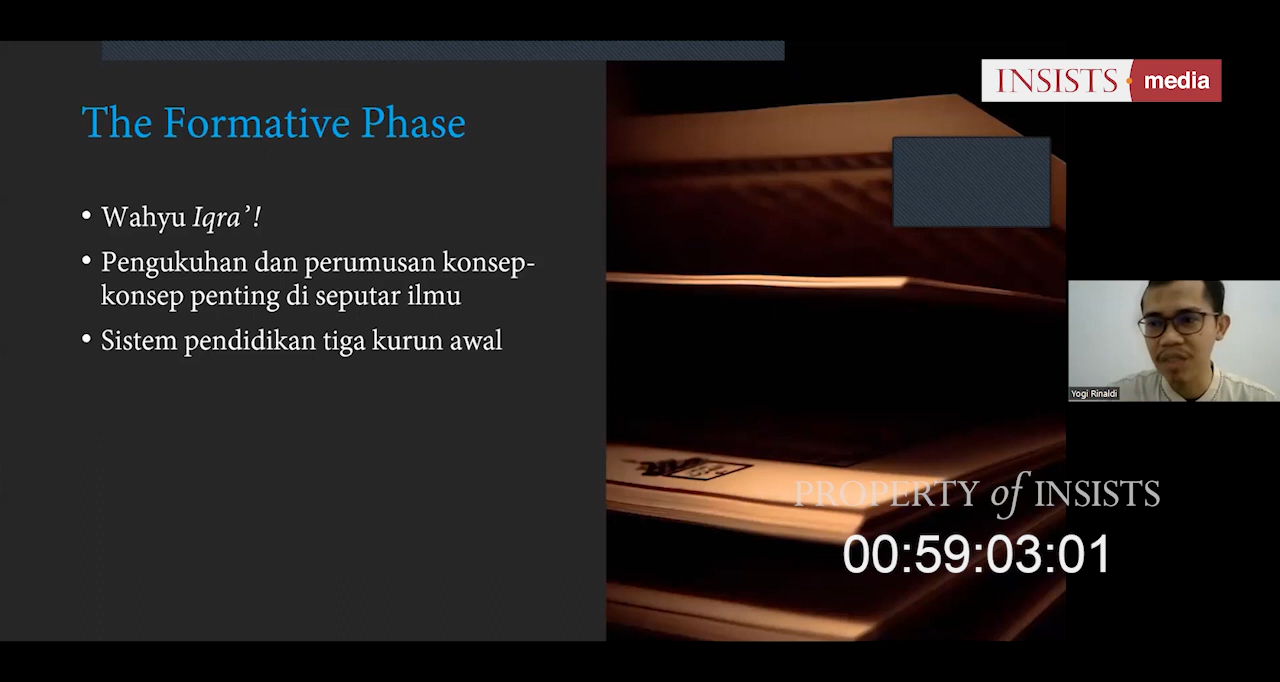 The Formative Phase
• Wahyu Iqra’!
• Pengukuhan dan perumusan konsep-
konsep penting di seputar ilmu
• Sistem pendidikan tiga kurun awal
INSISTS media
Yogi Rinaldi
PROPERTY of INSISTS
00:59:03:01